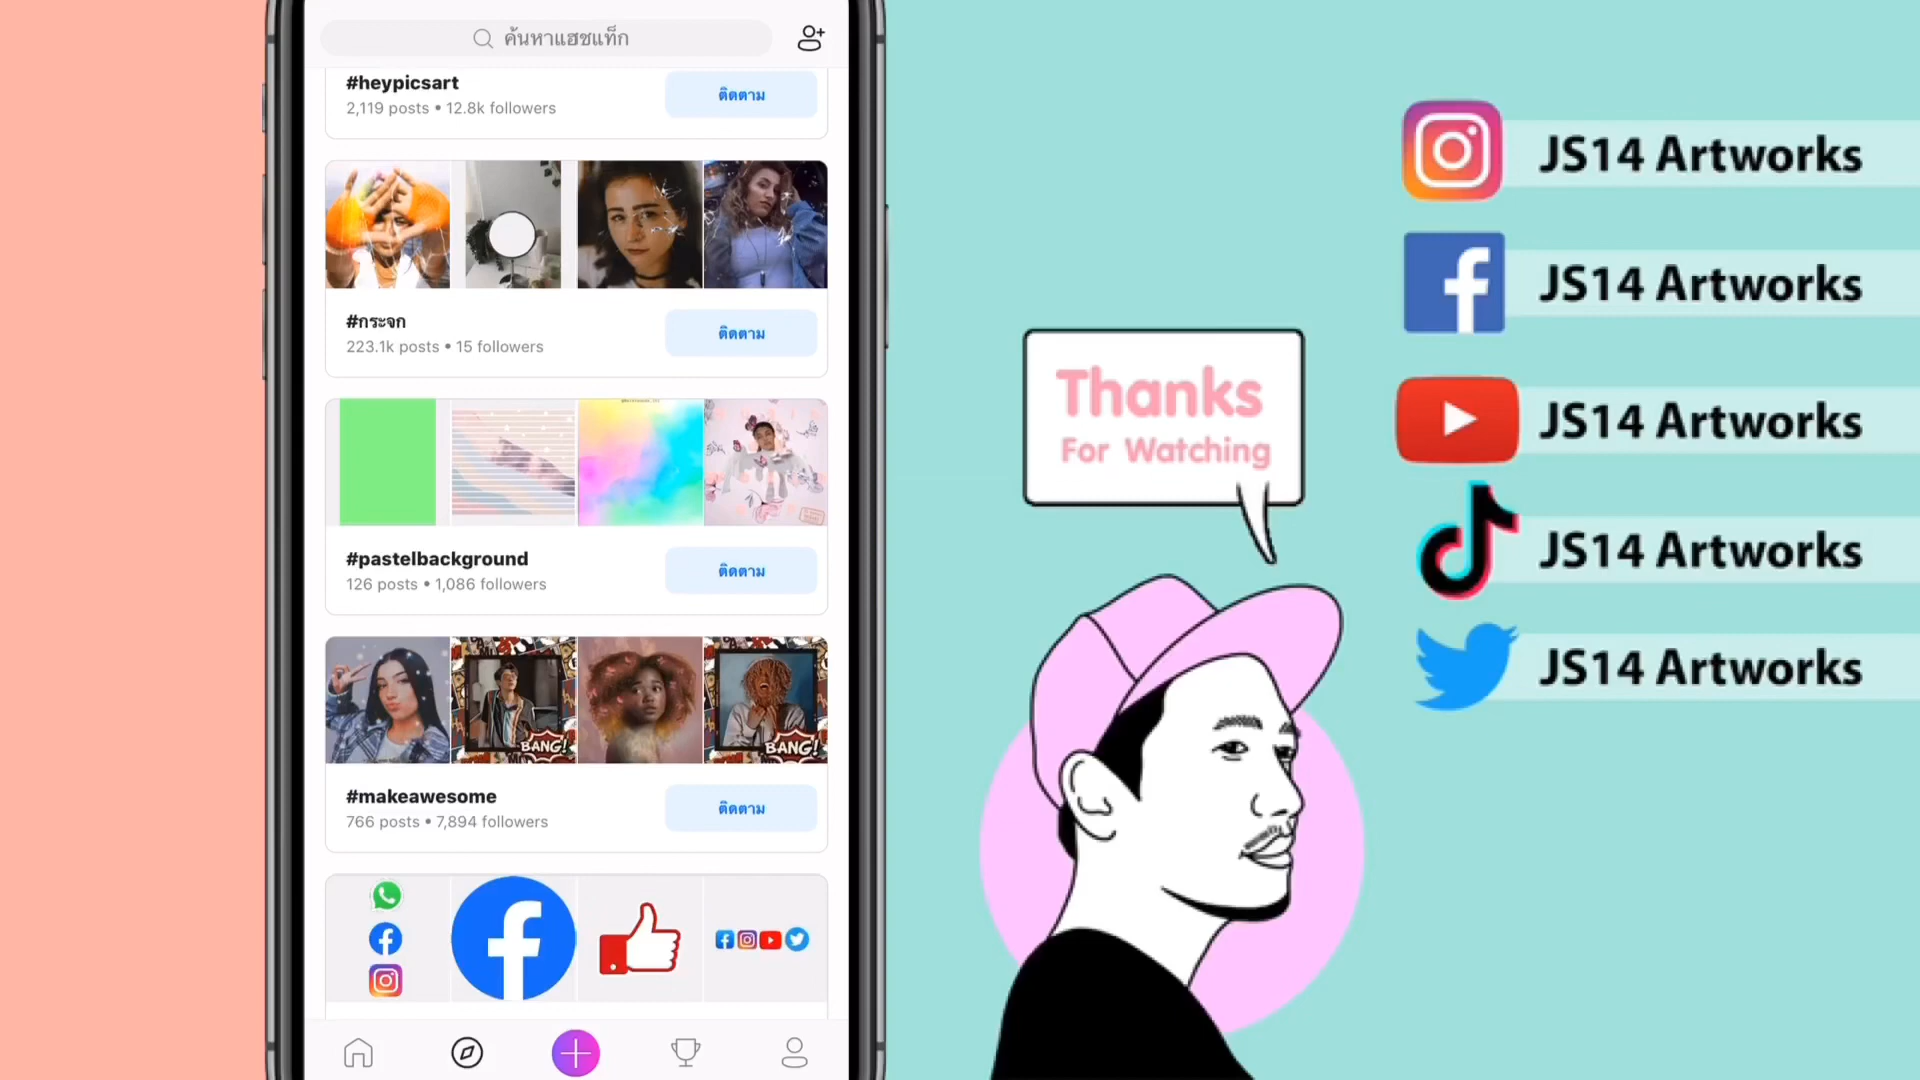 ค้นหาแฮชแท็ก
#heypicsart
2,119 posts • 12.8k followers
ติดตาม
#กระจก
223.1k posts • 15 followers
ติดตาม
#pastelbackground
126 posts • 1,086 followers
ติดตาม
BANG!
BANG!
#makeawesome
766 posts • 7,894 followers
ติดตาม
Thanks
For Watching
JS14 Artworks
JS14 Artworks
JS14 Artworks
JS14 Artworks
JS14 Artworks